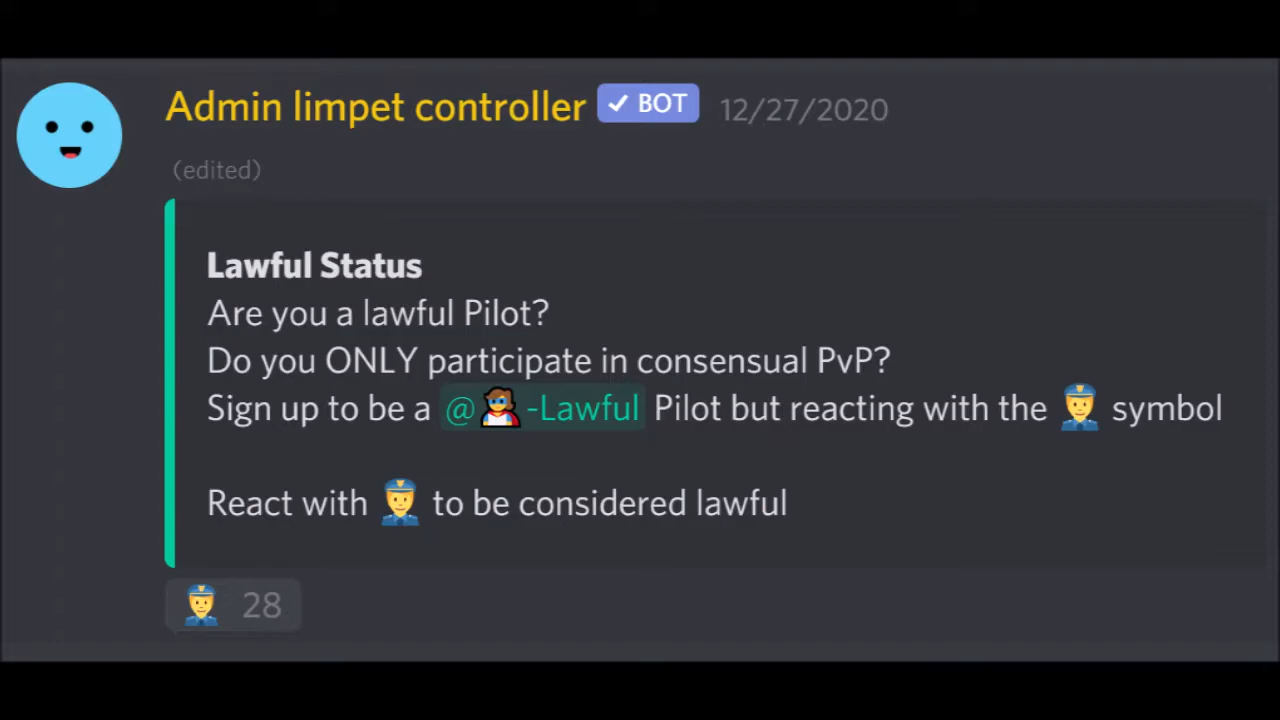 Admin limpet controller ✓ BOT 12/27/2020
(edited)
Lawful Status
Are you a lawful Pilot?
Do you ONLY participate in consensual PvP?
Sign up to be a @🦸-Lawful Pilot but reacting with the 👮 symbol
React with 👮 to be considered lawful
👮 28